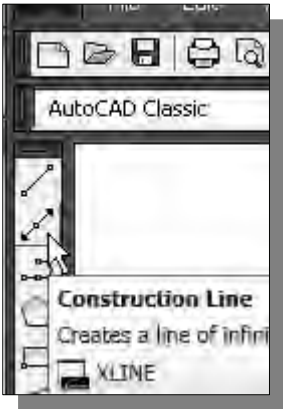 AutoCAD Classic
Construction Line
Creates a line of infini
XLINE